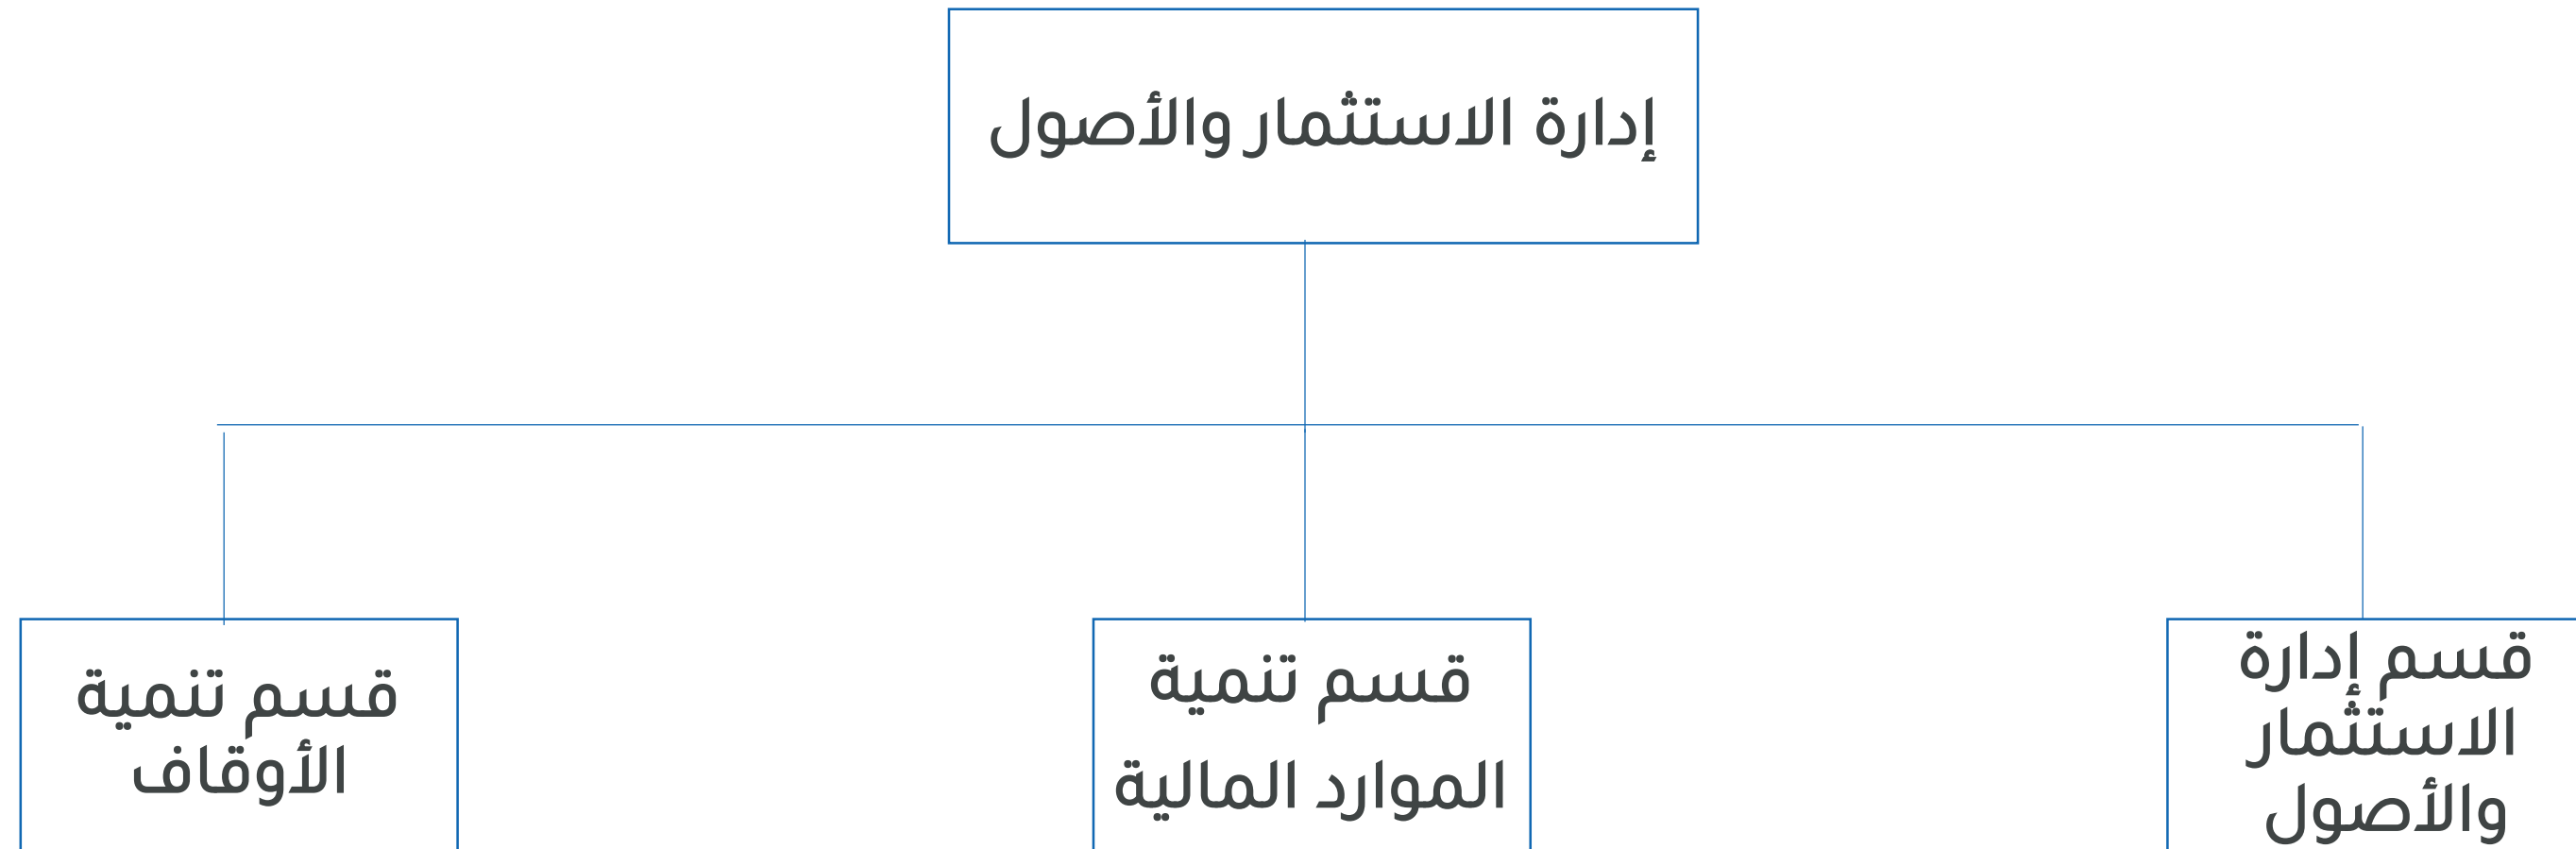 إدارة الاستثمار والأصول
قسم إدارة
الاستثمار
والأصول
قسم تنمية
الموارد المالية
قسم تنمية
الأوقاف